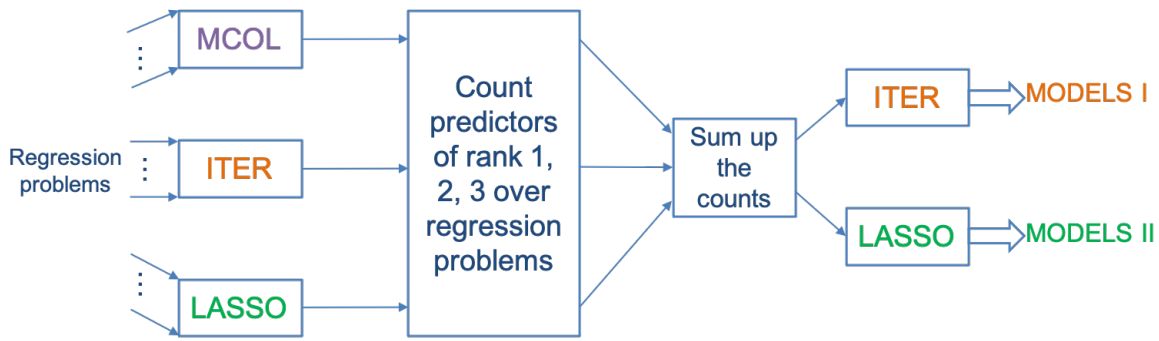 MCOL
Regression
problems
ITER
LASSO
Count
predictors
of rank 1,
2, 3 over
regression
problems
Sum up
the
counts
ITER
MODELS I
LASSO
MODELS II